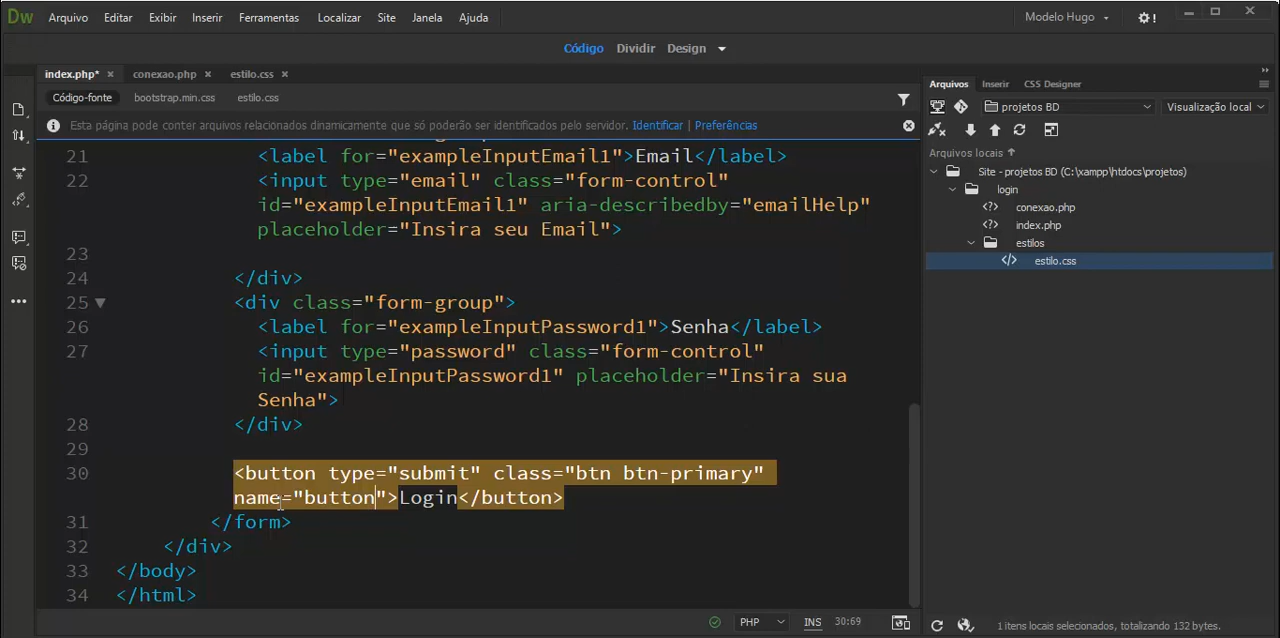 Dw Arquivo Editar Exibir Inserir Ferramentas Localizar Site Janela Ajuda Modelo Hugo
Código Dividir Design
index.php* conexao.php estilo.css
Código-fonte bootstrap.min.css estilo.css
Esta página pode conter arquivos relacionados dinamicamente que só poderão ser identificados pelo servidor. Identificar | Preferências
21 <label for="exampleInputEmail1">Email</label>
22 <input type="email" class="form-control"
id="exampleInputEmail1" aria-describedby="emailHelp"
placeholder="Insira seu Email">
23
24 </div>
25 <div class="form-group">
26 <label for="exampleInputPassword1">Senha</label>
27 <input type="password" class="form-control"
id="exampleInputPassword1" placeholder="Insira sua
Senha">
28 </div>
29
30 <button type="submit" class="btn btn-primary"
name="button">Login</button>
31 </form>
32 </div>
33 </body>
34 </html>
PHP INS 30:69
Arquivos Inserir CSS Designer
projetos BD Visualização local
Arquivos locais
Site - projetos BD (C:\xampp\htdocs\projetos)
login
conexao.php
index.php
estilos
estilo.css
1 itens locais selecionados, totalizando 132 bytes.